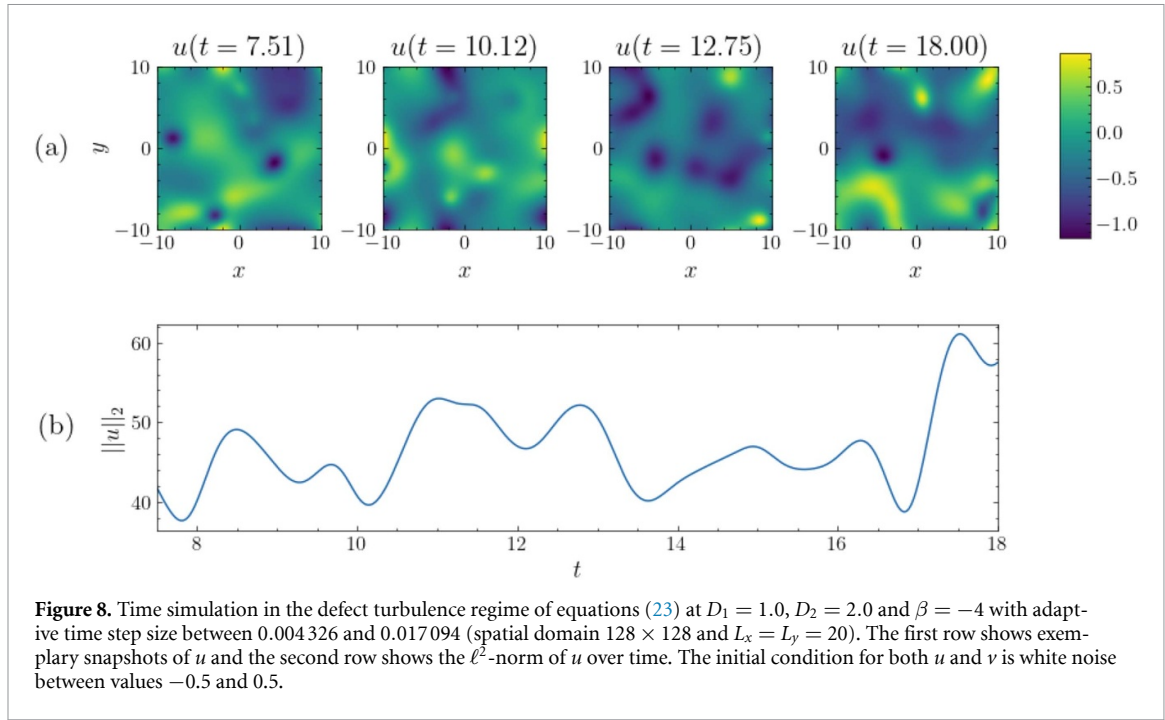 u(t = 7.51) u(t = 10.12) u(t = 12.75) u(t = 18.00)
(a)
y
10
0
−10
−10 0 10
x
10
0
−10
−10 0 10
x
10
0
−10
−10 0 10
x
10
0
−10
−10 0 10
x
0.5
0.0
−0.5
−1.0
(b)
||u||₂
60
50
40
8 10 12 14 16 18
t
Figure 8. Time simulation in the defect turbulence regime of equations (23) at D₁ = 1.0, D₂ = 2.0 and β = −4 with adapt-
ive time step size between 0.004 326 and 0.017 094 (spatial domain 128 × 128 and Lₓ = L_y = 20). The first row shows exem-
plary snapshots of u and the second row shows the ℓ²-norm of u over time. The initial condition for both u and v is white noise
between values −0.5 and 0.5.